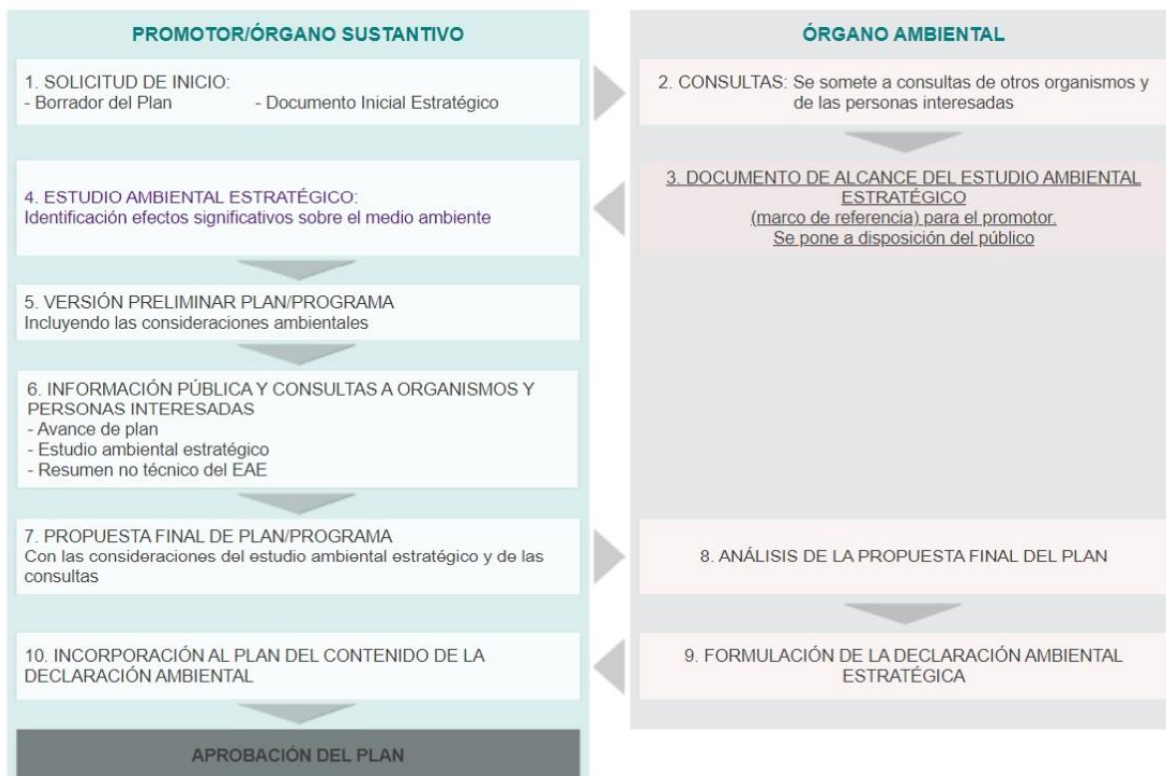 PROMOTOR/ÓRGANO SUSTANTIVO
ÓRGANO AMBIENTAL
1. SOLICITUD DE INICIO:
- Borrador del Plan - Documento Inicial Estratégico
2. CONSULTAS: Se somete a consultas de otros organismos y
de las personas interesadas
3. DOCUMENTO DE ALCANCE DEL ESTUDIO AMBIENTAL
ESTRATÉGICO
(marco de referencia) para el promotor.
Se pone a disposición del público
4. ESTUDIO AMBIENTAL ESTRATÉGICO:
Identificación efectos significativos sobre el medio ambiente
5. VERSIÓN PRELIMINAR PLAN/PROGRAMA
Incluyendo las consideraciones ambientales
6. INFORMACIÓN PÚBLICA Y CONSULTAS A ORGANISMOS Y
PERSONAS INTERESADAS
- Avance de plan
- Estudio ambiental estratégico
- Resumen no técnico del EAE
7. PROPUESTA FINAL DE PLAN/PROGRAMA
Con las consideraciones del estudio ambiental estratégico y de las
consultas
8. ANÁLISIS DE LA PROPUESTA FINAL DEL PLAN
9. FORMULACIÓN DE LA DECLARACIÓN AMBIENTAL
ESTRATÉGICA
10. INCORPORACIÓN AL PLAN DEL CONTENIDO DE LA
DECLARACIÓN AMBIENTAL
APROBACIÓN DEL PLAN